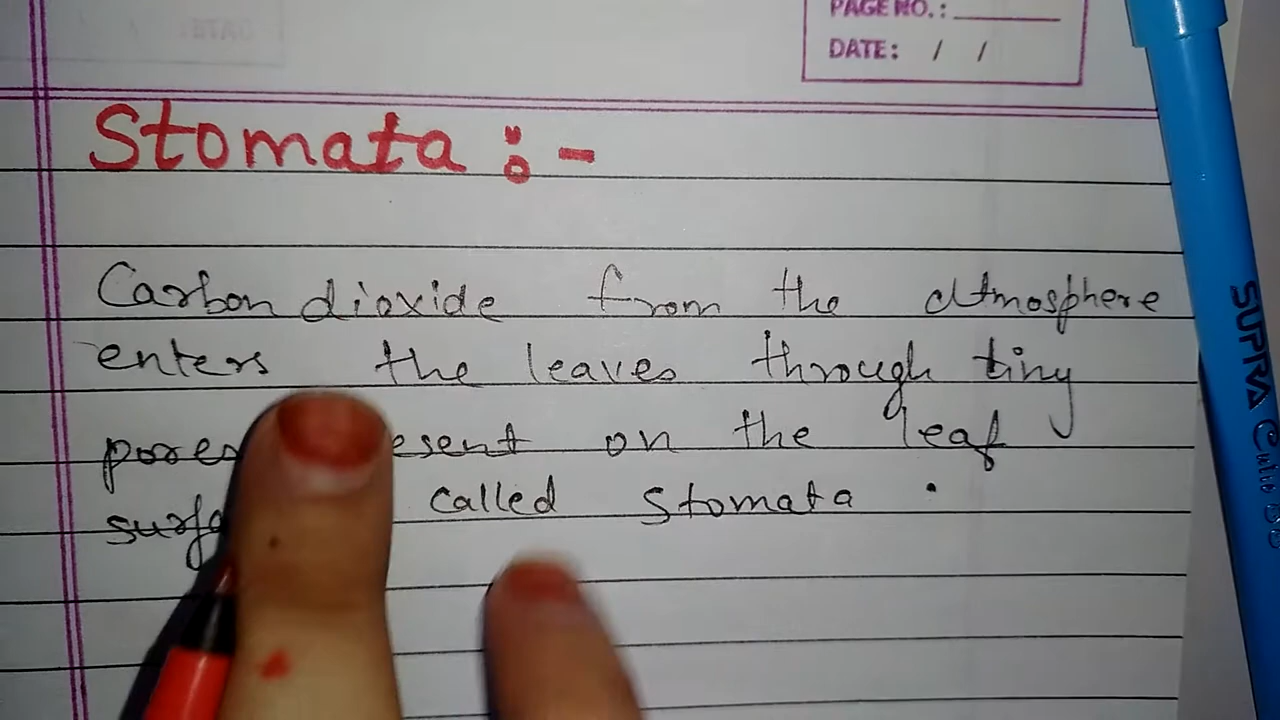 PAGE NO.:
DATE: / /
Stomata :-
Carbon dioxide from the atmosphere
enters the leaves through tiny
pores on the leaf
called stomata .
SUPRA